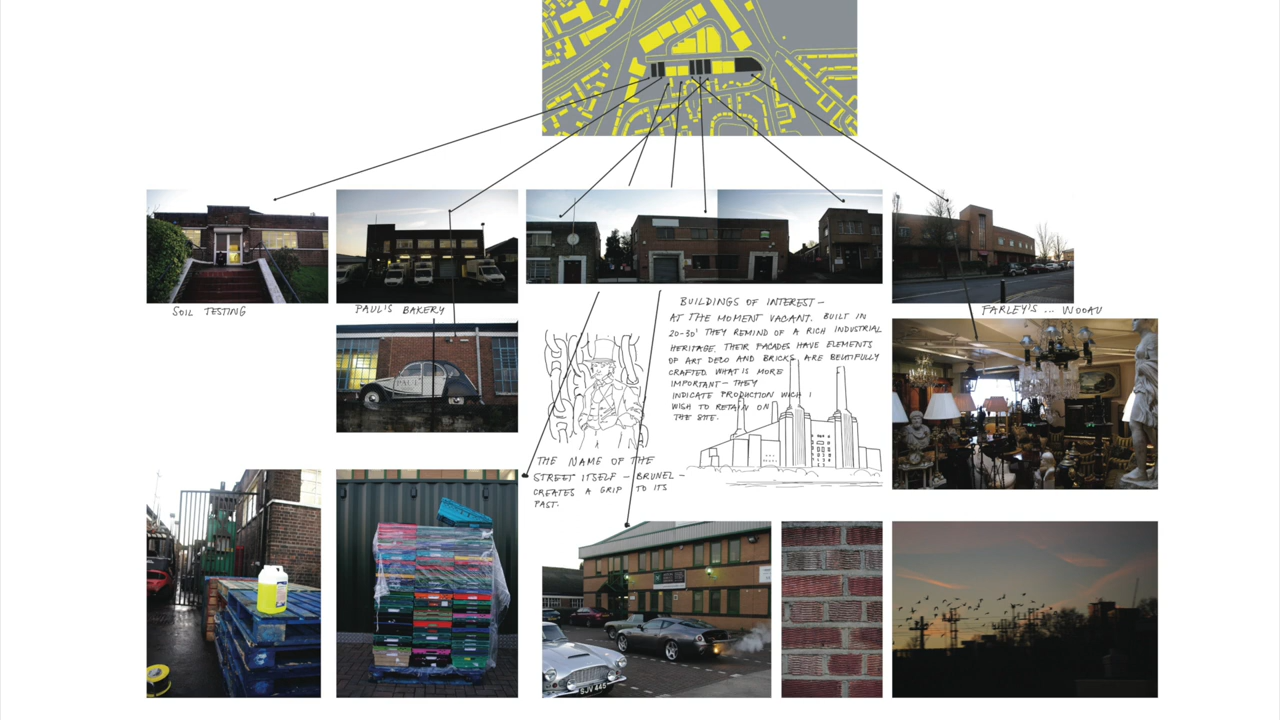 SOIL TESTING
PAUL'S BAKERY
BUILDINGS OF INTEREST –
AT THE MOMENT VACANT. BUILT IN
20-30' THEY REMIND OF A RICH INDUSTRIAL
HERITAGE. THEIR FACADES HAVE ELEMENTS
OF ART DECO AND BRICKS ARE BEUTIFULLY
CRAFTED. WHAT IS MORE
IMPORTANT – THEY
INDICATE PRODUCTION WICH I
WISH TO RETAIN ON
THE SITE.
FARLEY'S ...
PAUL
THE NAME OF THE
STREET ITSELF – BRUNEL –
CREATES A GRIP TO ITS
PAST.